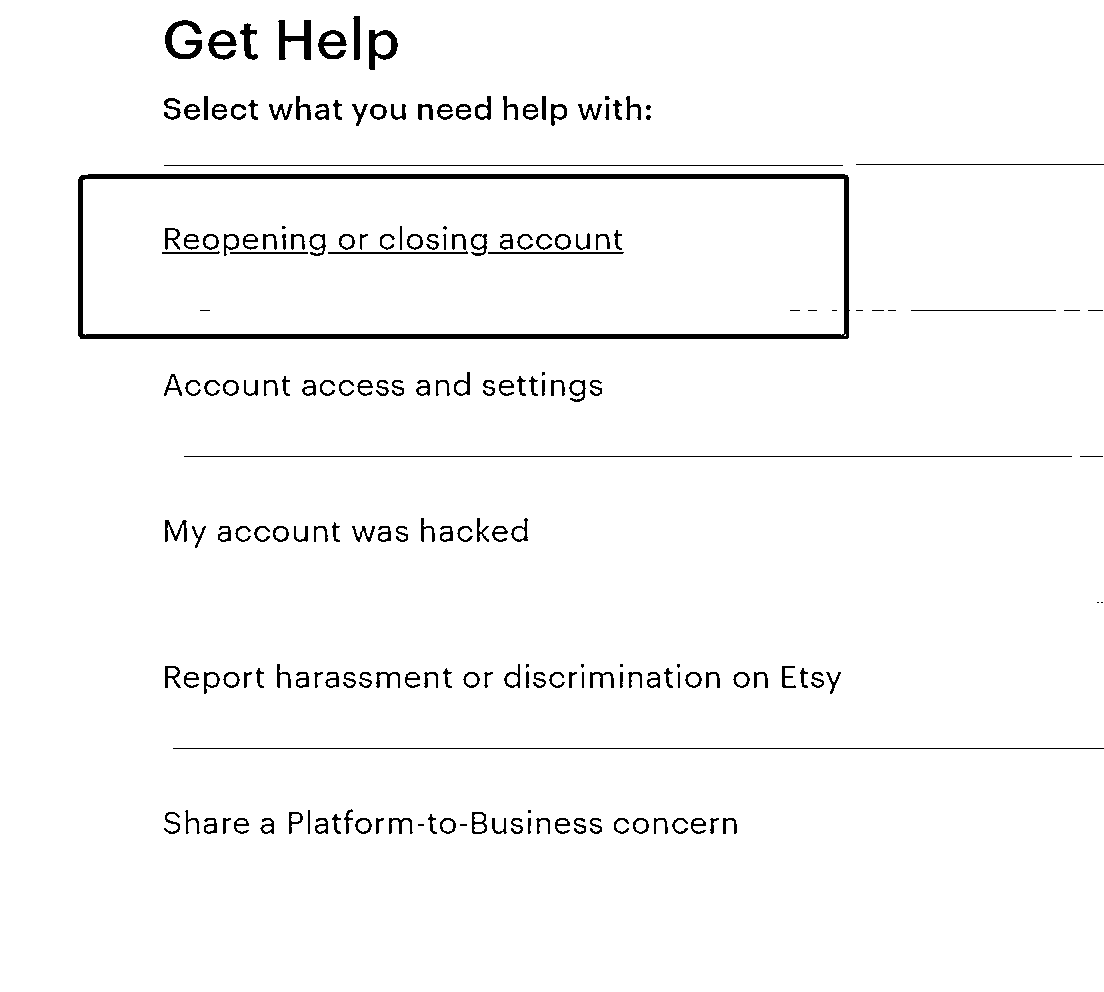 Get Help
Select what you need help with:
Reopening or closing account
Account access and settings
My account was hacked
Report harassment or discrimination on Etsy
Share a Platform-to-Business concern